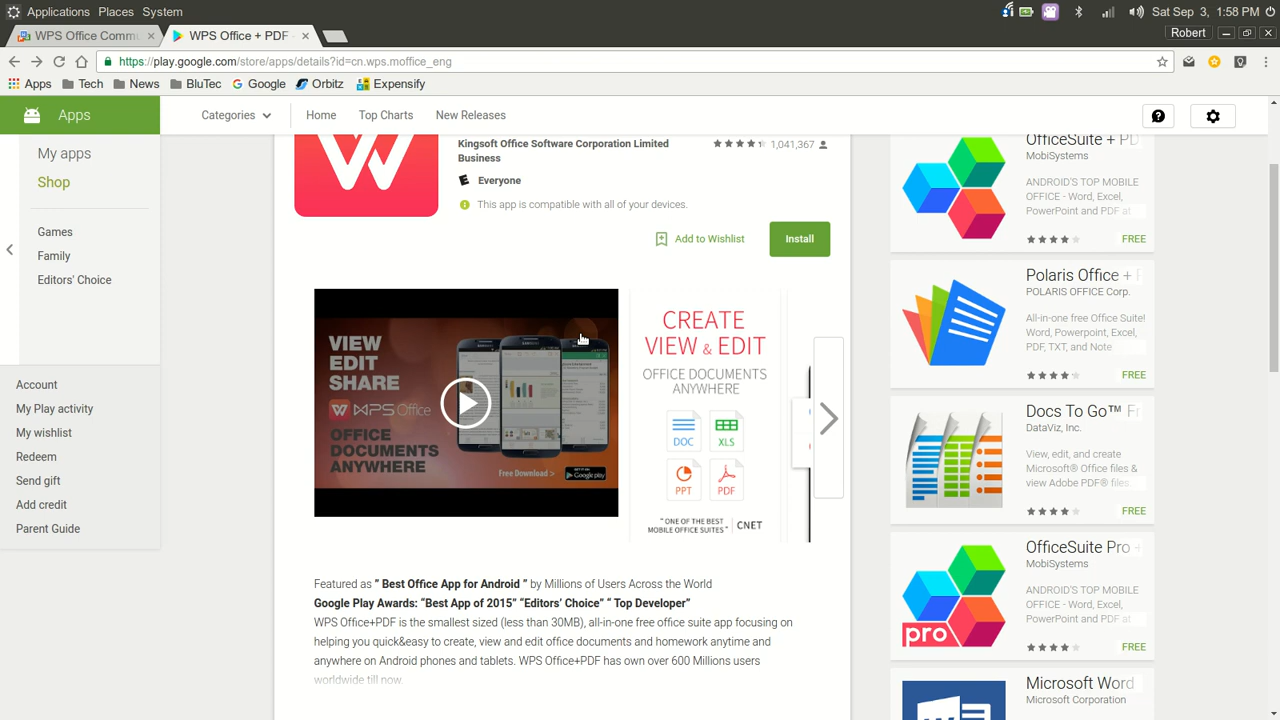 Applications Places System
Sat Sep 3, 1:58 PM
WPS Office Commu
WPS Office + PDF -
Robert
https://play.google.com/store/apps/details?id=cn.wps.moffice_eng
Apps Tech News BluTec Google Orbitz Expensify
Apps
Categories Home Top Charts New Releases
My apps
Shop
Games
Family
Editors' Choice
Account
My Play activity
My wishlist
Redeem
Send gift
Add credit
Parent Guide
Kingsoft Office Software Corporation Limited
Business
1,041,367
Everyone
This app is compatible with all of your devices.
Add to Wishlist
Install
VIEW
EDIT
SHARE
WPS Office
OFFICE
DOCUMENTS
ANYWHERE
Free Download >
GET IT ON
Google play
CREATE
VIEW & EDIT
OFFICE DOCUMENTS
ANYWHERE
DOC XLS
PPT PDF
" ONE OF THE BEST
MOBILE OFFICE SUITES " CNET
Featured as " Best Office App for Android " by Millions of Users Across the World
Google Play Awards: “Best App of 2015” “Editors’ Choice” “ Top Developer”
WPS Office+PDF is the smallest sized (less than 30MB), all-in-one free office suite app focusing on
helping you quick&easy to create, view and edit office documents and homework anytime and
anywhere on Android phones and tablets. WPS Office+PDF has own over 600 Millions users
worldwide till now.
OfficeSuite + PD
MobiSystems
ANDROID'S TOP MOBILE
OFFICE - Word, Excel,
PowerPoint and PDF at
FREE
Polaris Office +
POLARIS OFFICE Corp.
All-in-one free Office Suite!
Word, Powerpoint, Excel,
PDF, TXT, and Note
FREE
Docs To Go™ Fr
DataViz, Inc.
View, edit, and create
Microsoft® Office files &
view Adobe PDF® files.
FREE
OfficeSuite Pro +
MobiSystems
ANDROID'S TOP MOBILE
OFFICE - Word, Excel,
PowerPoint and PDF at
FREE
pro
Microsoft Word
Microsoft Corporation